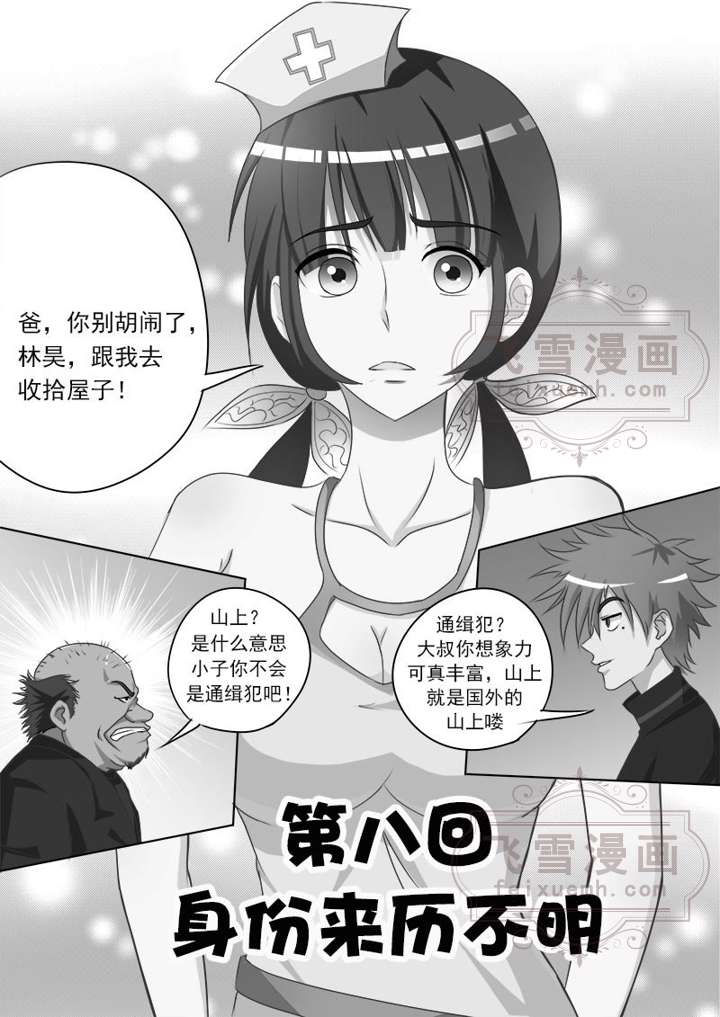 爸，你别胡闹了，
林昊，跟我去
收拾屋子！
飞雪漫画
feixuemh.com
山上？
是什么意思
小子你不会
是通缉犯吧！
通缉犯？
大叔你想象力
可真丰富，山上
就是国外的
山上喽
第八回
身份来历不明
飞雪漫画
feixuemh.com